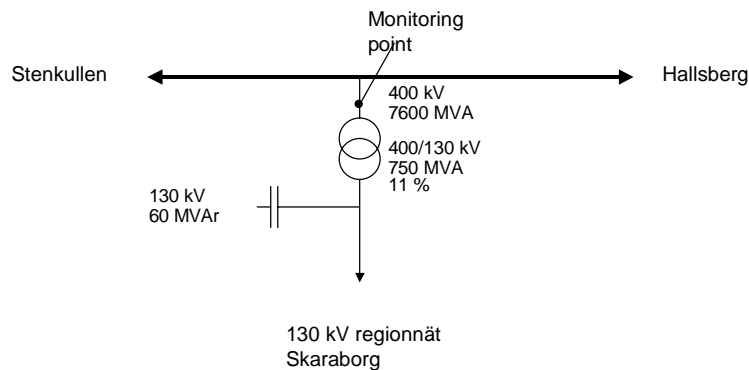 Monitoring
point
Stenkullen
Hallsberg
400 kV
7600 MVA
400/130 kV
750 MVA
11 %
130 kV
60 MVAr
130 kV regionnät
Skaraborg